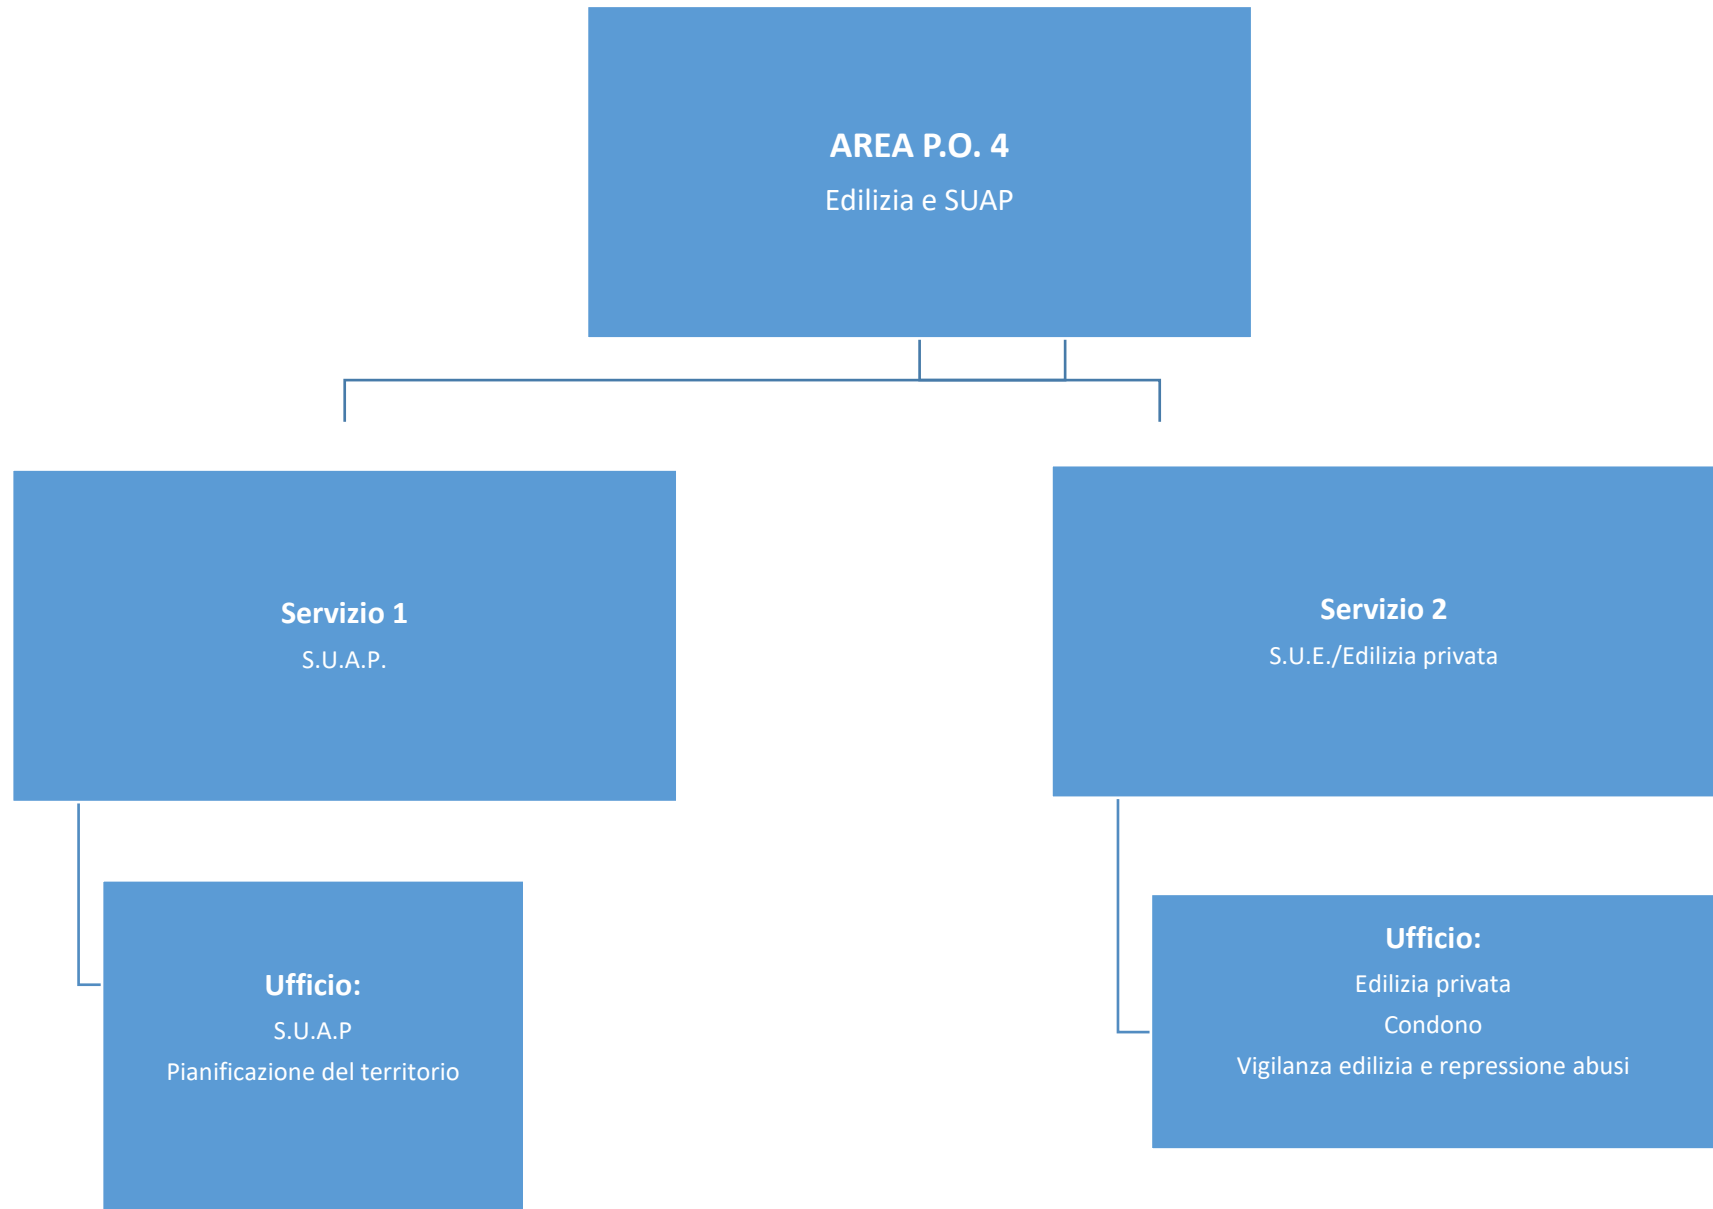 AREA P.O. 4
Edilizia e SUAP
Servizio 1
S.U.A.P.
Servizio 2
S.U.E./Edilizia privata
Ufficio:
S.U.A.P
Pianificazione del territorio
Ufficio:
Edilizia privata
Condono
Vigilanza edilizia e repressione abusi